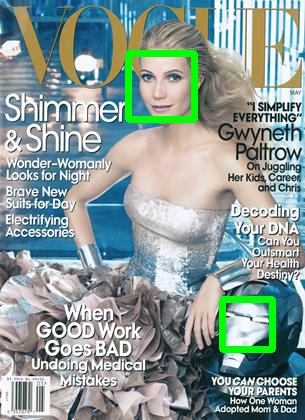 VOGUE
MAY
Shimmer
& Shine
Wonder-Womanly
Looks for Night
Brave New
Suits for Day
Electrifying
Accessories
"I SIMPLIFY
EVERYTHING"
Gwyneth
Paltrow
On Juggling
Her Kids, Career,
and Chris
Decoding
Your DNA
Can You
Outsmart
Your Health
Destiny?
When
GOOD Work
Goes BAD
Undoing Medical
Mistakes
YOU CAN CHOOSE
YOUR PARENTS
How One Woman
Adopted Mom & Dad